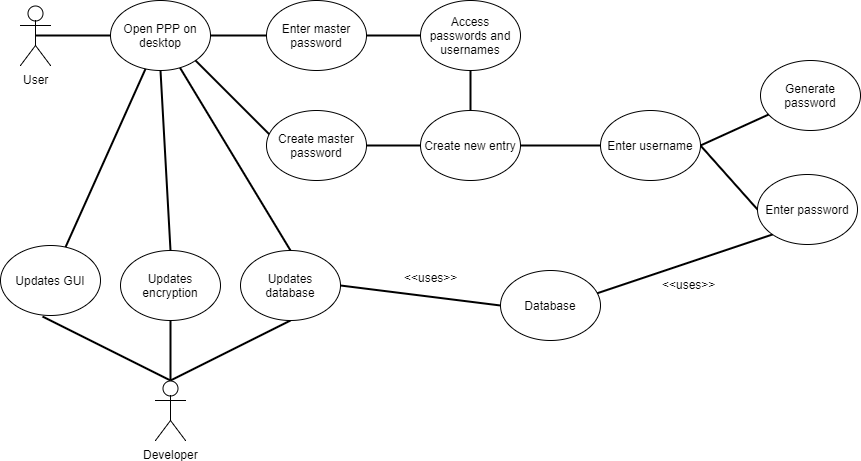 Open PPP on
desktop
Enter master
password
Access
passwords and
usernames
User
Generate
password
Create master
password
Create new entry
Enter username
Enter password
Updates GUI
Updates
encryption
Updates
database
<<uses>>
<<uses>>
Database
Developer